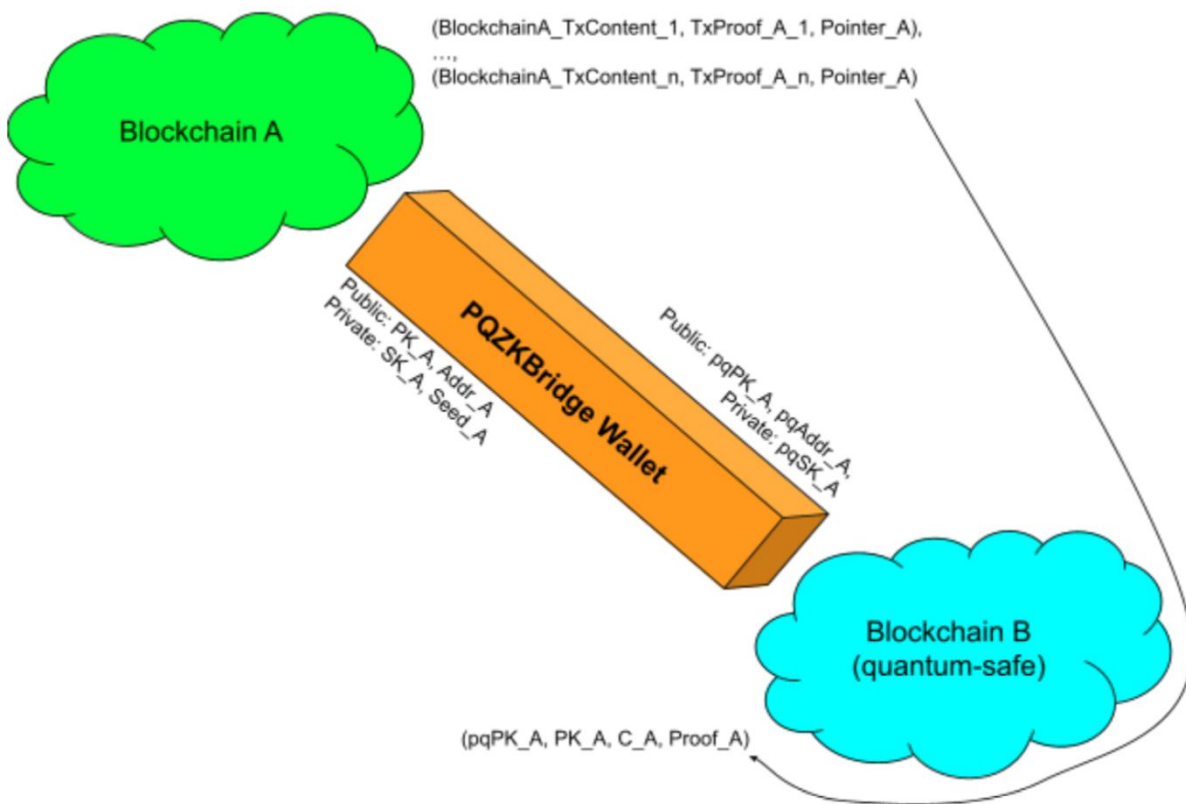 (BlockchainA_TxContent_1, TxProof_A_1, Pointer_A),
...,
(BlockchainA_TxContent_n, TxProof_A_n, Pointer_A)
Blockchain A
Public: PK_A, Addr_A
Private: SK_A, Seed_A
PQZKBridge Wallet
Public: pqPK_A, pqAddr_A,
Private: pqSK_A
Blockchain B
(quantum-safe)
(pqPK_A, PK_A, C_A, Proof_A)